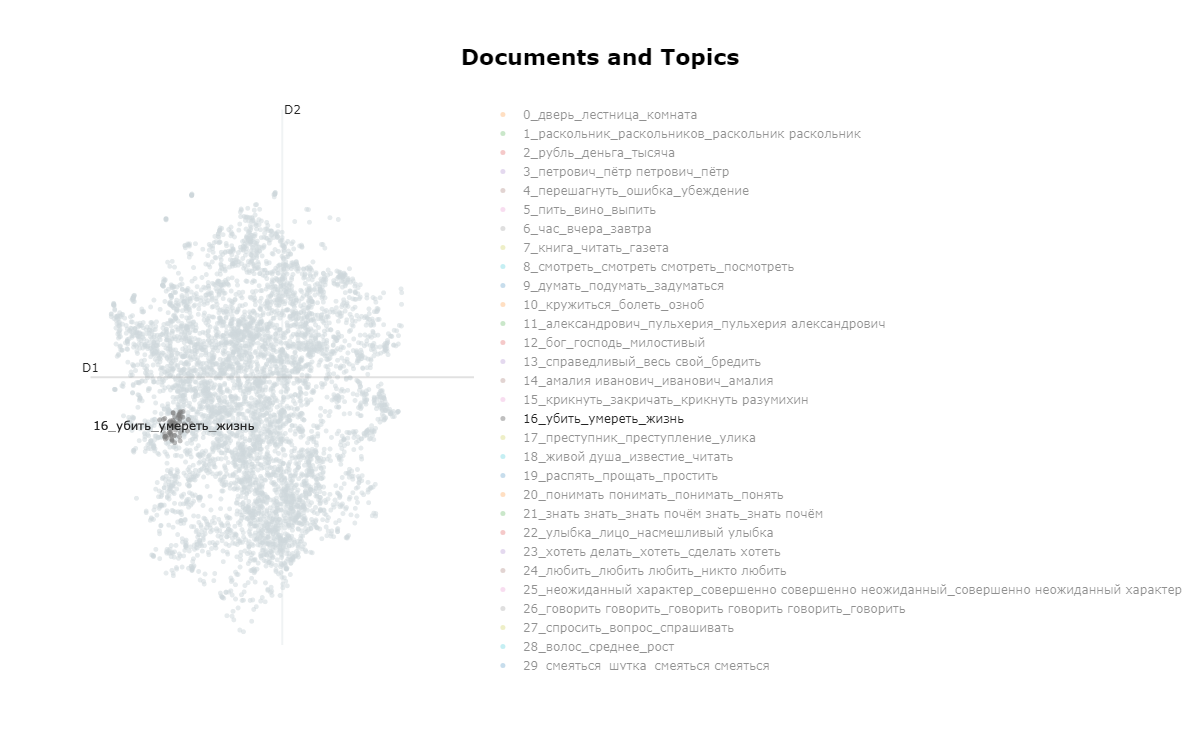 Documents and Topics
D2
D1
16_убить_умереть_жизнь
0_дверь_лестница_комната
1_раскольник_раскольников_раскольник раскольник
2_рубль_деньга_тысяча
3_петрович_пётр петрович_пётр
4_перешагнуть_ошибка_убеждение
5_пить_вино_выпить
6_час_вчера_завтра
7_книга_читать_газета
8_смотреть_смотреть смотреть_посмотреть
9_думать_подумать_задуматься
10_кружиться_болеть_озноб
11_александрович_пульхерия_пульхерия александрович
12_бог_господь_милостивый
13_справедливый_весь свой_бредить
14_амалия иванович_иванович_амалия
15_крикнуть_закричать_крикнуть разумихин
16_убить_умереть_жизнь
17_преступник_преступление_улика
18_живой душа_известие_читать
19_распять_прощать_простить
20_понимать понимать_понимать_понять
21_знать знать_знать почём знать_знать почём
22_улыбка_лицо_насмешливый улыбка
23_хотеть делать_хотеть_сделать хотеть
24_любить_любить любить_никто любить
25_неожиданный характер_совершенно совершенно неожиданный_совершенно неожиданный характер
26_говорить говорить_говорить говорить говорить_говорить
27_спросить_вопрос_спрашивать
28_волос_среднее_рост
29_смеяться_шутка_смеяться смеяться